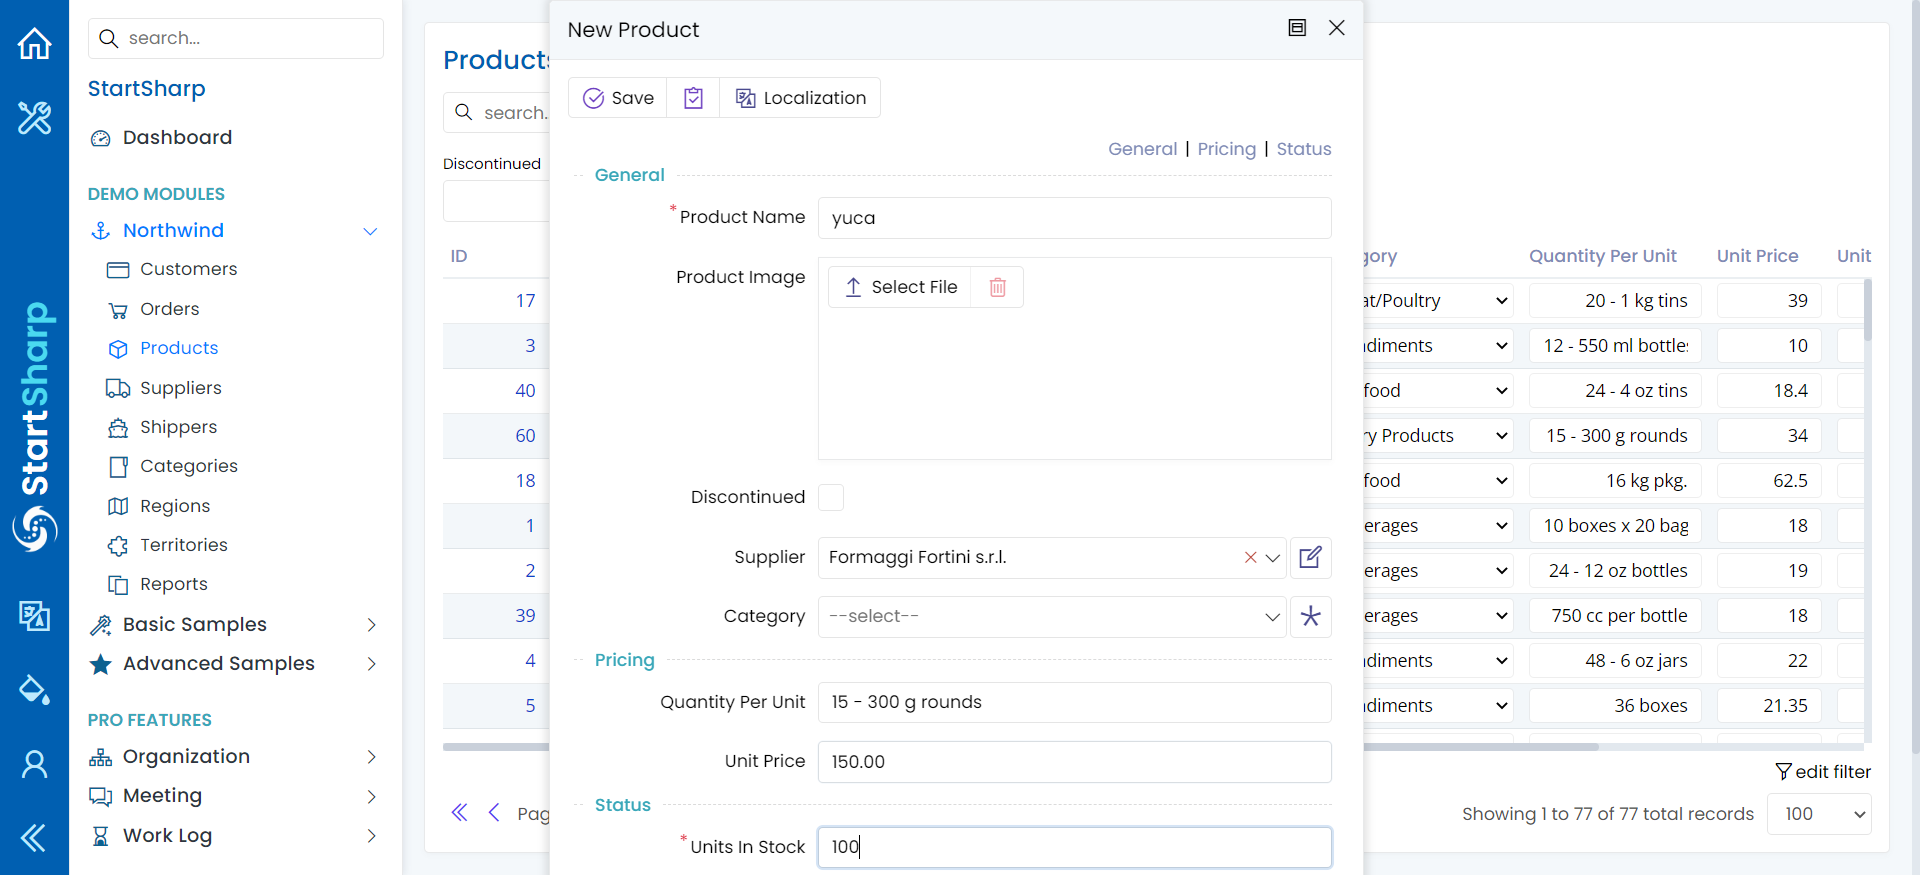 search...
StartSharp
Dashboard
DEMO MODULES
Northwind
Customers
Orders
Products
Suppliers
Shippers
Categories
Regions
Territories
Reports
Basic Samples
Advanced Samples
PRO FEATURES
Organization
Meeting
Work Log
StartSharp
Products
search.
Discontinued
ID
17
3
40
60
18
1
2
39
4
5
Pag
New Product
Save
Localization
General | Pricing | Status
General
* Product Name yuca
Product Image
Select File
Discontinued
Supplier Formaggi Fortini s.r.l.
Category --select--
Pricing
Quantity Per Unit 15 - 300 g rounds
Unit Price 150.00
Status
* Units In Stock 100
gory Quantity Per Unit Unit Price Unit
at/Poultry 20 - 1 kg tins 39
diments 12 - 550 ml bottles 10
food 24 - 4 oz tins 18.4
ry Products 15 - 300 g rounds 34
food 16 kg pkg. 62.5
erages 10 boxes x 20 bag 18
erages 24 - 12 oz bottles 19
erages 750 cc per bottle 18
diments 48 - 6 oz jars 22
diments 36 boxes 21.35
edit filter
Showing 1 to 77 of 77 total records 100